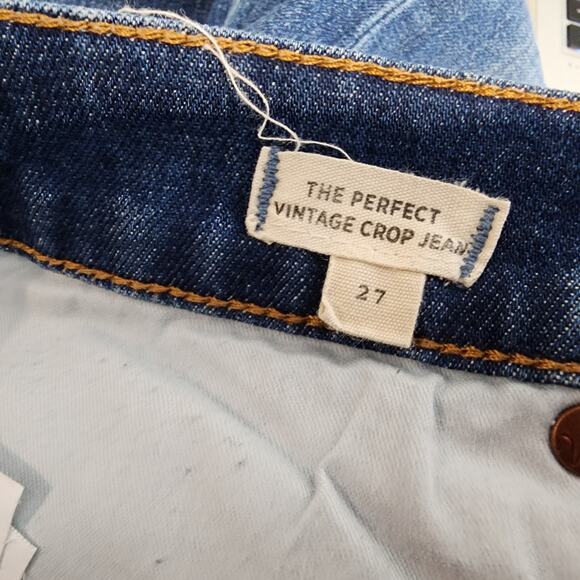 THE PERFECT
VINTAGE CROP JEAN
27